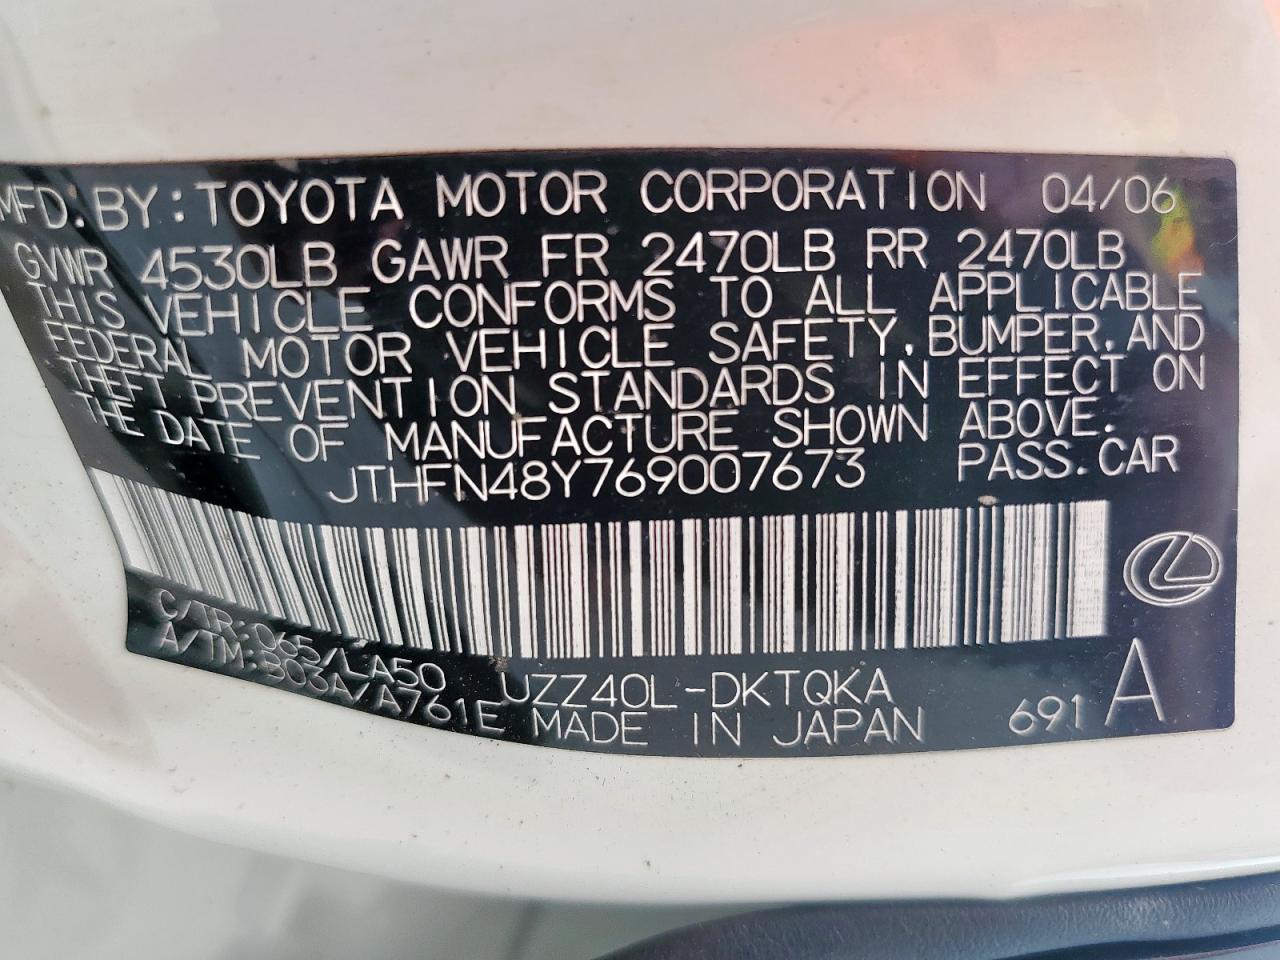 MFD. BY: TOYOTA MOTOR CORPORATION 04/06
GVWR 4530LB GAWR FR 2470LB RR 2470LB
THIS VEHICLE CONFORMS TO ALL APPLICABLE
FEDERAL MOTOR VEHICLE SAFETY, BUMPER, AND
THEFT PREVENTION STANDARDS IN EFFECT ON
THE DATE OF MANUFACTURE SHOWN ABOVE.
JTHFN48Y769007673 PASS. CAR
C/TR: 065/LA50 UZZ40L-DKTQKA
A/TM: B03A/A761E MADE IN JAPAN 691 A